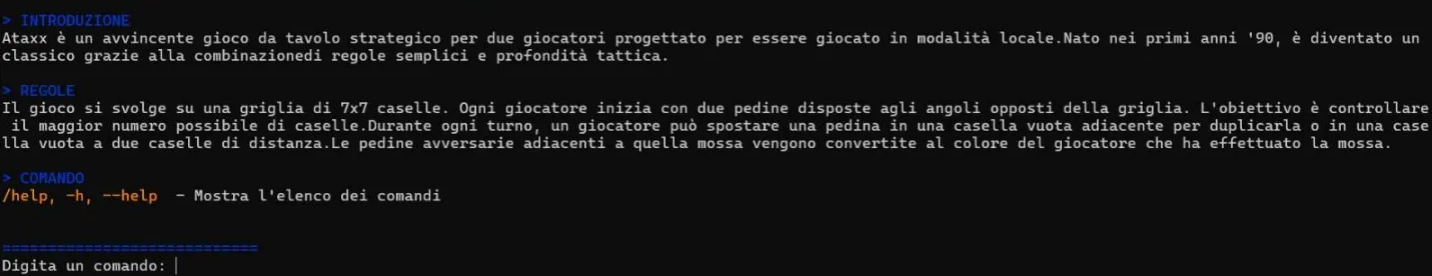 > INTRODUZIONE
Ataxx è un avvincente gioco da tavolo strategico per due giocatori progettato per essere giocato in modalità locale.Nato nei primi anni '90, è diventato un
classico grazie alla combinazionedi regole semplici e profondità tattica.
> REGOLE
Il gioco si svolge su una griglia di 7x7 caselle. Ogni giocatore inizia con due pedine disposte agli angoli opposti della griglia. L'obiettivo è controllare
il maggior numero possibile di caselle.Durante ogni turno, un giocatore può spostare una pedina in una casella vuota adiacente per duplicarla o in una case
lla vuota a due caselle di distanza.Le pedine avversarie adiacenti a quella mossa vengono convertite al colore del giocatore che ha effettuato la mossa.
> COMANDO
/help, -h, --help - Mostra l'elenco dei comandi
============================
Digita un comando: